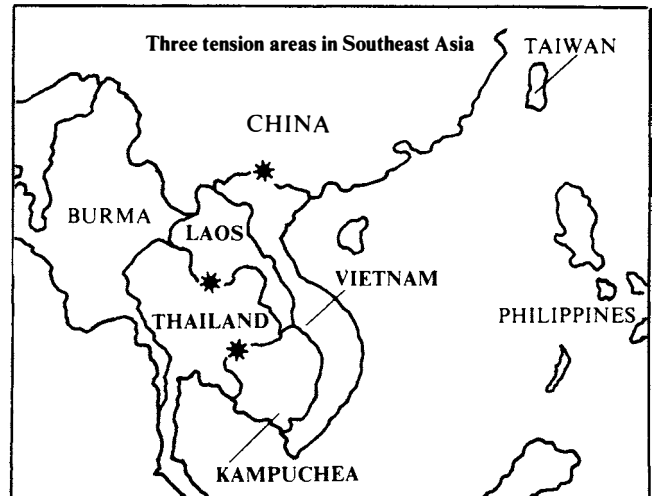 Three tension areas in Southeast Asia
TAIWAN
CHINA
BURMA
LAOS
VIETNAM
THAILAND
PHILIPPINES
KAMPUCHEA